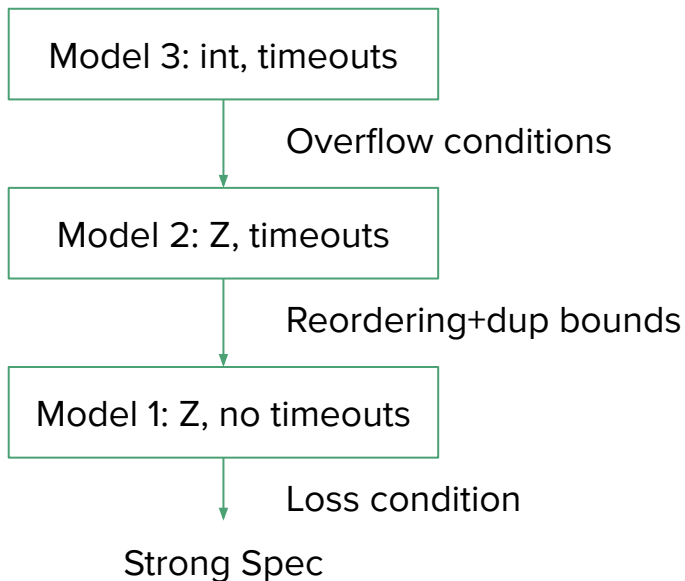 Model 3: int, timeouts
Overflow conditions
Model 2: Z, timeouts
Reordering+dup bounds
Model 1: Z, no timeouts
Loss condition
Strong Spec